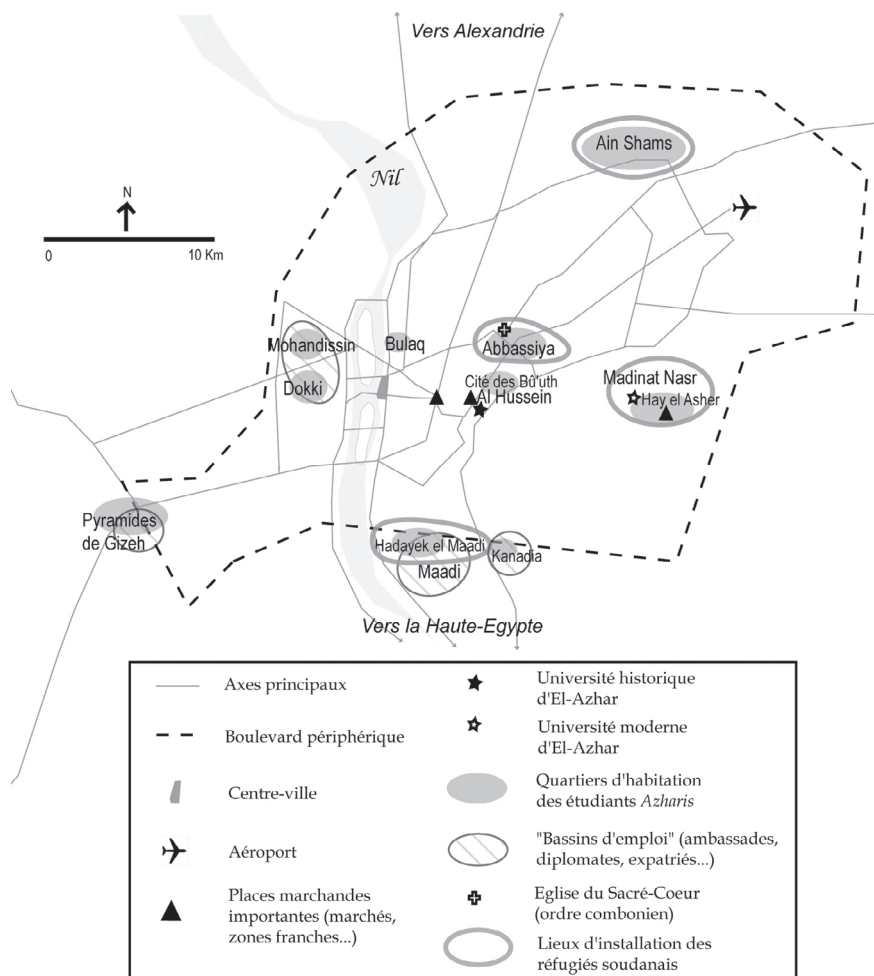 Vers Alexandrie
Ain Shams
Nïl
N
0 10 Km
Mohandissin
Bulaq
Abbassiya
Dokki
Cité des Bû'uth
Al Hussein
Madinat Nasr
Hay el Asher
Pyramides
de Gizeh
Hadayek el Maadi
Kanadia
Maadi
Vers la Haute-Egypte
Axes principaux
Boulevard périphérique
Centre-ville
Aéroport
Places marchandes
importantes (marchés,
zones franches...)
Université historique
d'El-Azhar
Université moderne
d'El-Azhar
Quartiers d'habitation
des étudiants Azharis
"Bassins d'emploi" (ambassades,
diplomates, expatriés...)
Eglise du Sacré-Coeur
(ordre combonien)
Lieux d'installation des
réfugiés soudanais